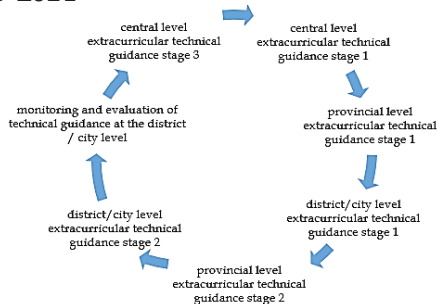 central level
extracurricular technical
guidance stage 3
central level
extracurricular technical
guidance stage 1
provincial level
extracurricular technical
guidance stage 1
district/city level
extracurricular technical
guidance stage 1
provincial level
extracurricular technical
guidance stage 2
district/city level
extracurricular technical
guidance stage 2
monitoring and evaluation of
technical guidance at the district
/ city level